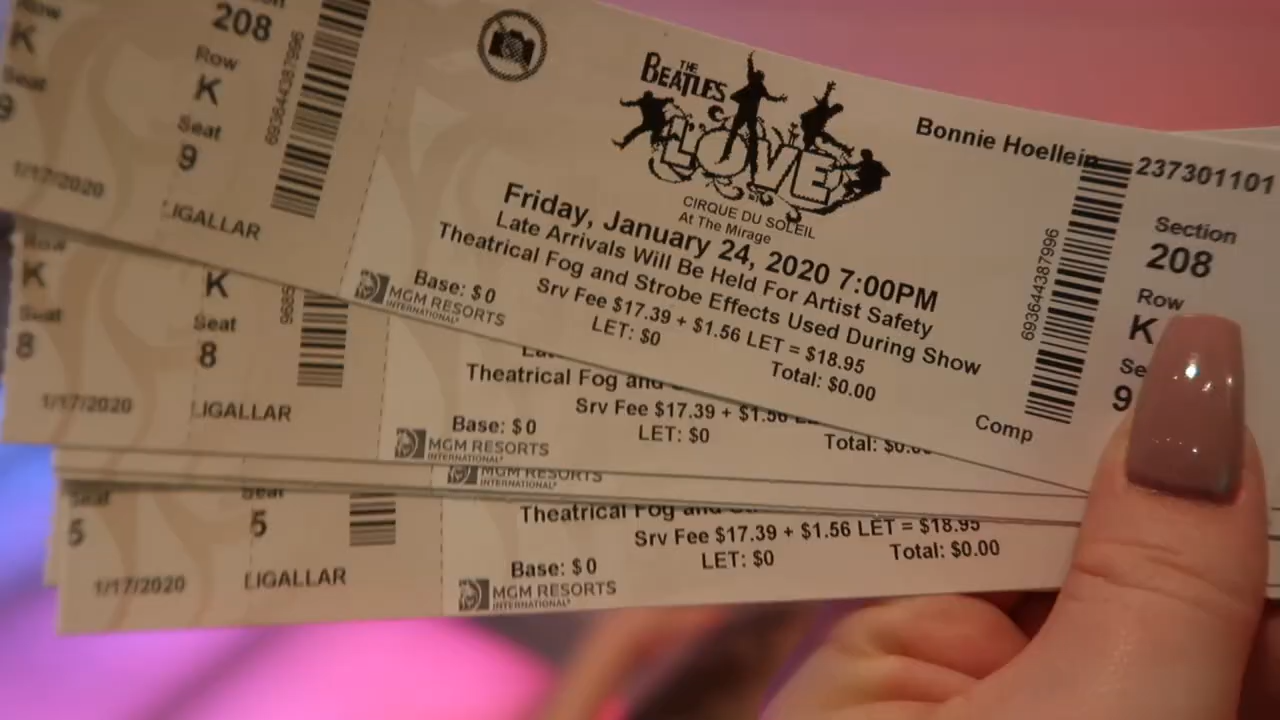 Row
K
Seat
9
1/17/2020
208
Row
K
Seat
9
LIGALLAR
693644387996
THE
BEATLES
LOVE
CIRQUE DU SOLEIL
At The Mirage
Friday, January 24, 2020 7:00PM
Late Arrivals Will Be Held For Artist Safety
Theatrical Fog and Strobe Effects Used During Show
Srv Fee $17.39 + $1.56 LET = $18.95
Base: $0
LET: $0
Total: $0.00
MGM RESORTS
INTERNATIONAL
Comp
Bonnie Hoellein
237301101
693644387996
Section
208
Row
K
9
K
Seat
8
1/17/2020
K
Seat
8
LIGALLAR
9685
Theatrical Fog and
Srv Fee $17.39 + $1.56
Base: $0
LET: $0
Total: $0.00
MGM RESORTS
INTERNATIONAL
MGM RESORTS
INTERNATIONAL
Seat
5
1/17/2020
Seat
5
LIGALLAR
Theatrical Fog and
Srv Fee $17.39 + $1.56 LET = $18.95
Base: $0
LET: $0
Total: $0.00
MGM RESORTS
INTERNATIONAL